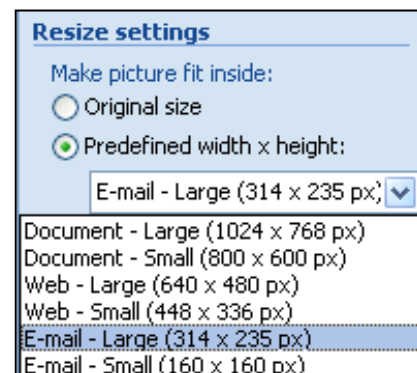 Resize settings
Make picture fit inside:
Original size
Predefined width x height:
E-mail - Large (314 x 235 px)
Document - Large (1024 x 768 px)
Document - Small (800 x 600 px)
Web - Large (640 x 480 px)
Web - Small (448 x 336 px)
E-mail - Large (314 x 235 px)
E-mail - Small (160 x 160 px)